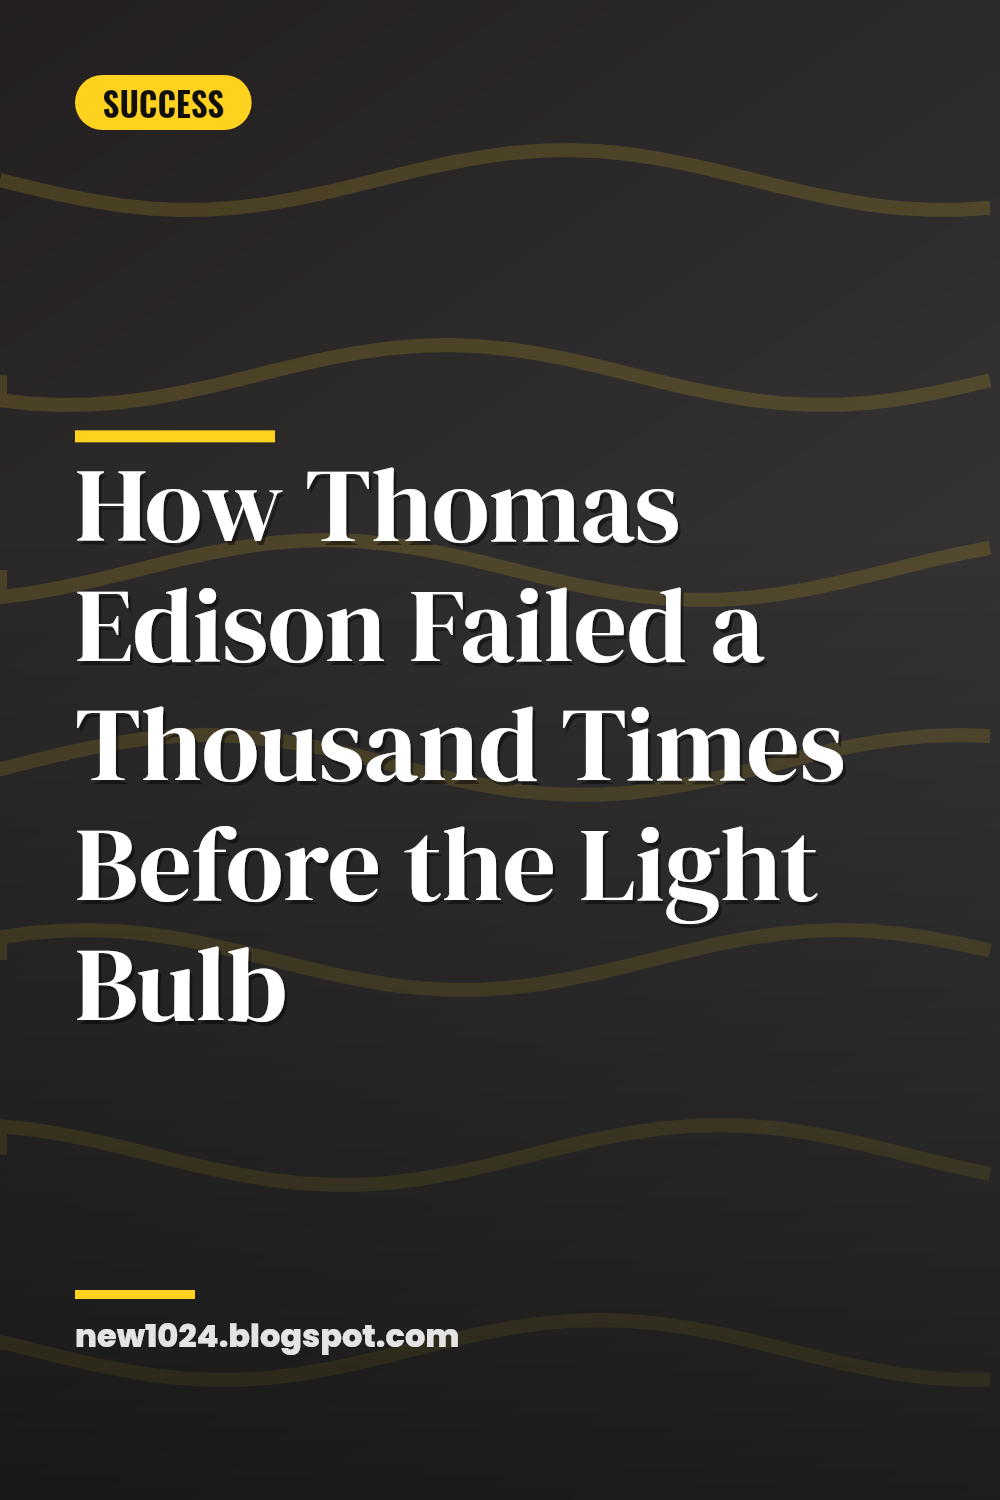 SUCCESS
How Thomas
Edison Failed a
Thousand Times
Before the Light
Bulb
new1024.blogspot.com